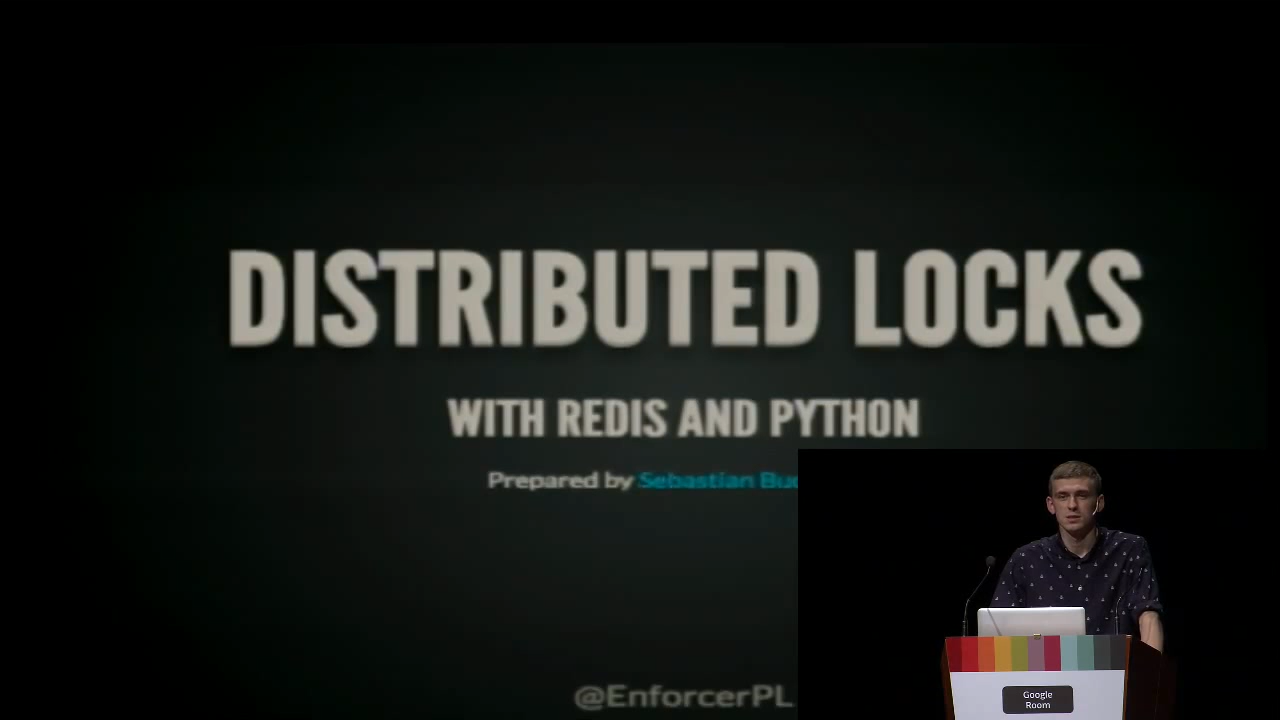 DISTRIBUTED LOCKS
WITH REDIS AND PYTHON
Prepared by Sebastian
@EnforcerPL
Google
Room